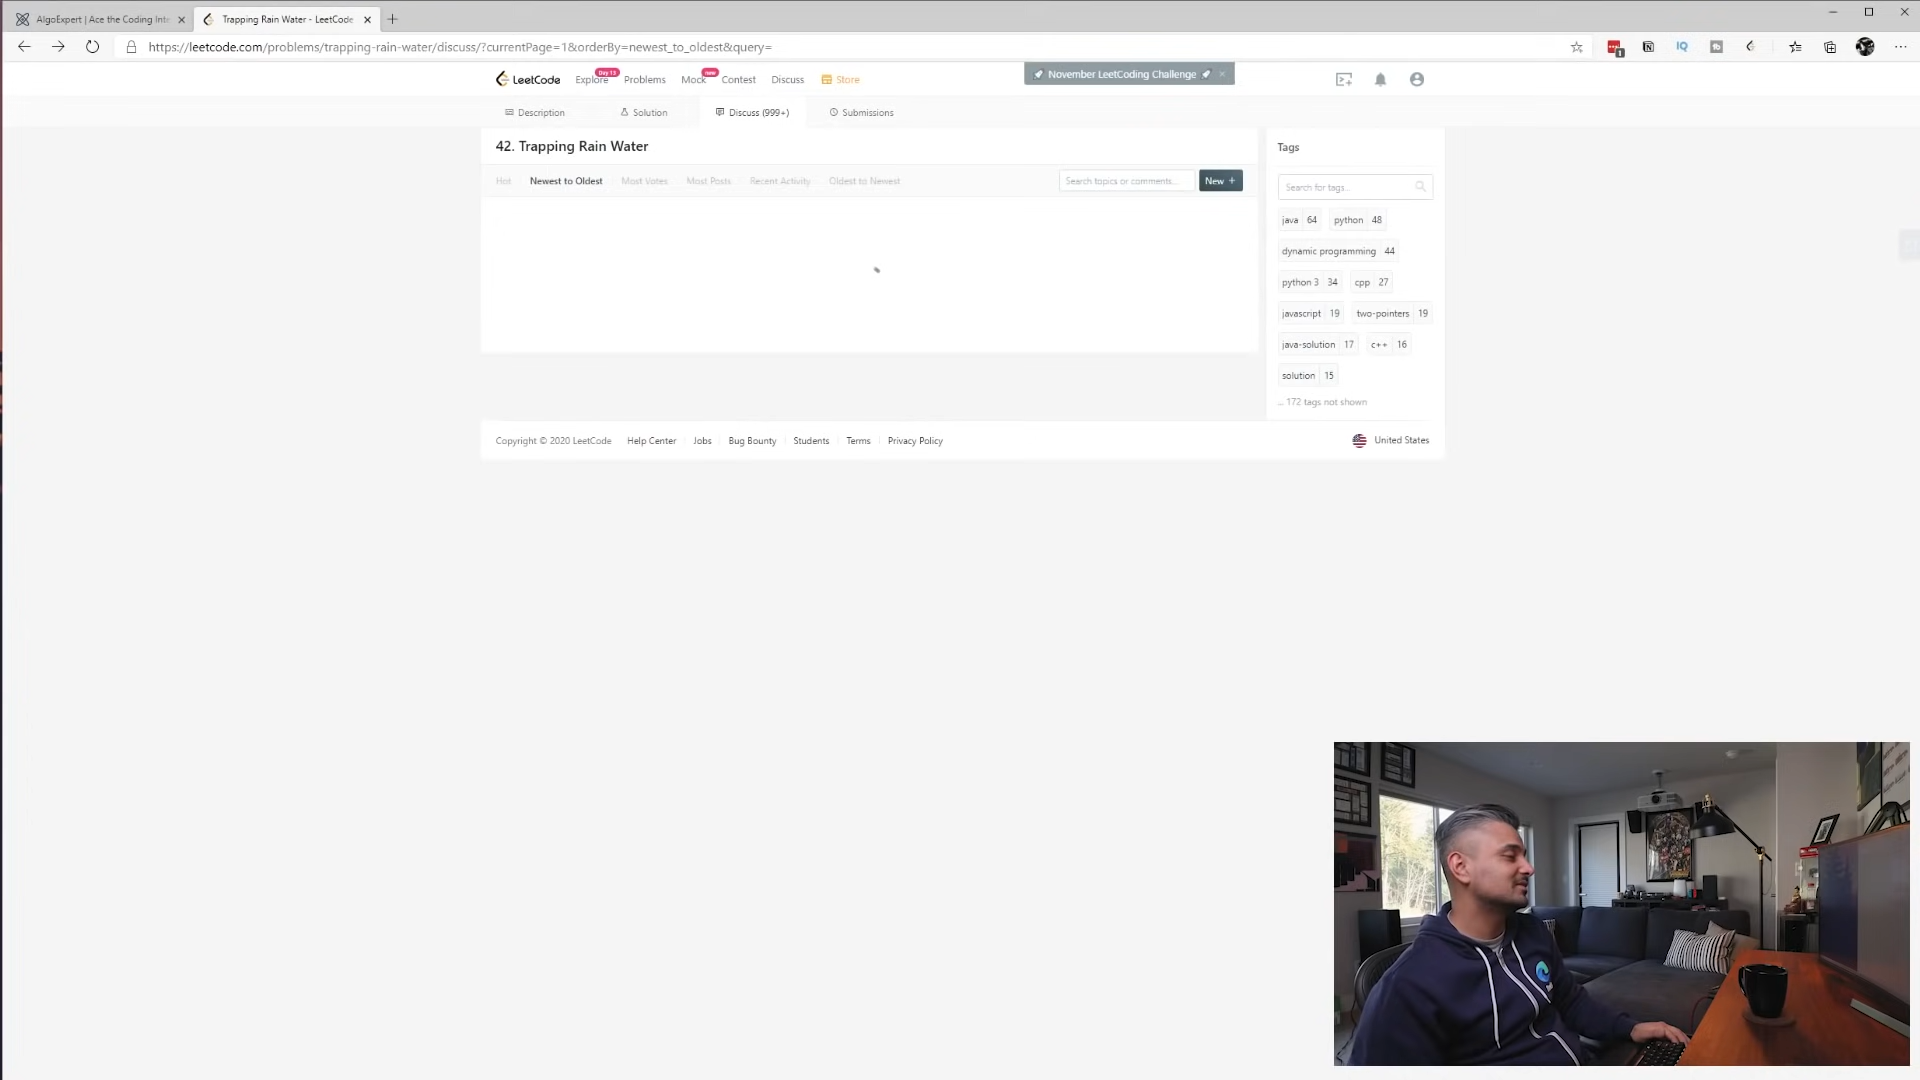 AlgoExpert | Ace the Coding Inte
Trapping Rain Water - LeetCode
https://leetcode.com/problems/trapping-rain-water/discuss/?currentPage=1&orderBy=newest_to_oldest&query=
LeetCode Explore Day 13 Problems Mock new Contest Discuss Store
November LeetCoding Challenge
Description Solution Discuss (999+) Submissions
42. Trapping Rain Water
Hot Newest to Oldest Most Votes Most Posts Recent Activity Oldest to Newest
Search topics or comments... New +
Tags
Search for tags...
java 64 python 48
dynamic programming 44
python 3 34 cpp 27
javascript 19 two-pointers 19
java-solution 17 c++ 16
solution 15
... 172 tags not shown
Copyright © 2020 LeetCode Help Center Jobs Bug Bounty Students Terms Privacy Policy
United States